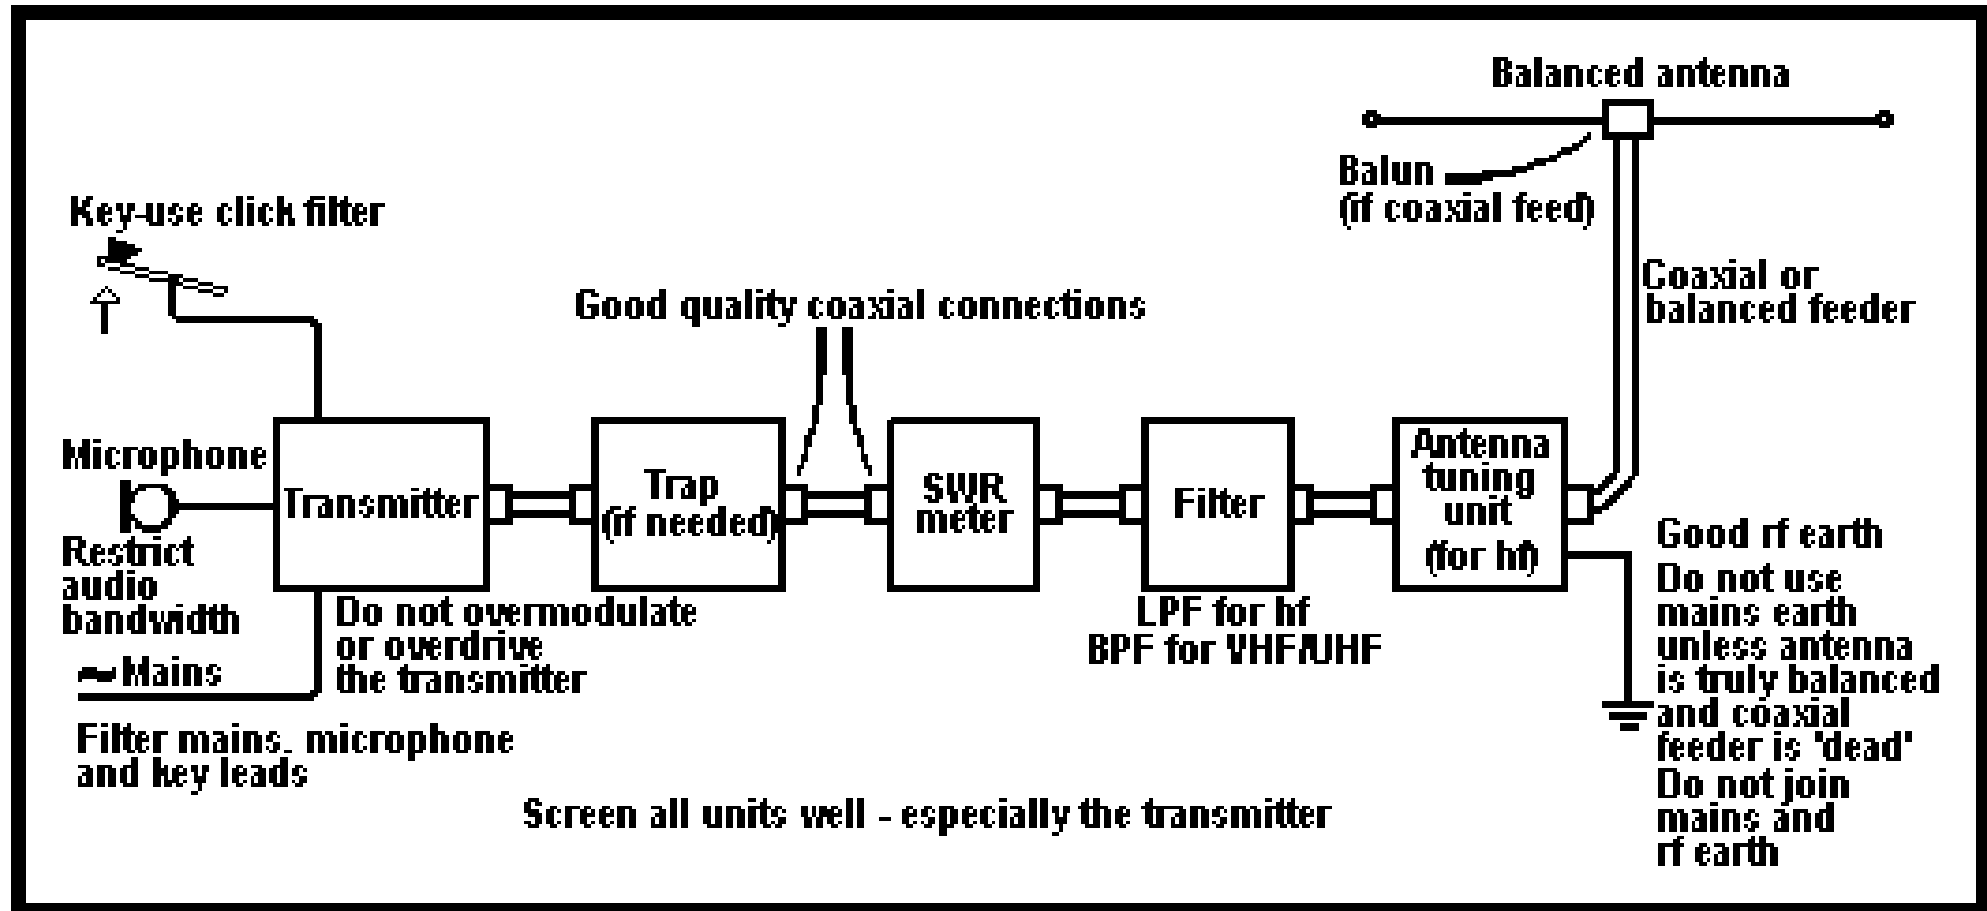 Balanced antenna
Balun
(if coaxial feed)
Key-use click filter
Coaxial or
balanced feeder
Good quality coaxial connections
Microphone
Restrict
audio
bandwidth
Transmitter
Trap
(if needed)
SWR
meter
Filter
Antenna
tuning
unit
(for hf)
Do not overmodulate
or overdrive
the transmitter
LPF for hf
BPF for VHF/UHF
Good rf earth
Do not use
mains earth
unless antenna
is truly balanced
and coaxial
feeder is 'dead'
Do not join
mains and
rf earth
Mains
Filter mains, microphone
and key leads
Screen all units well - especially the transmitter